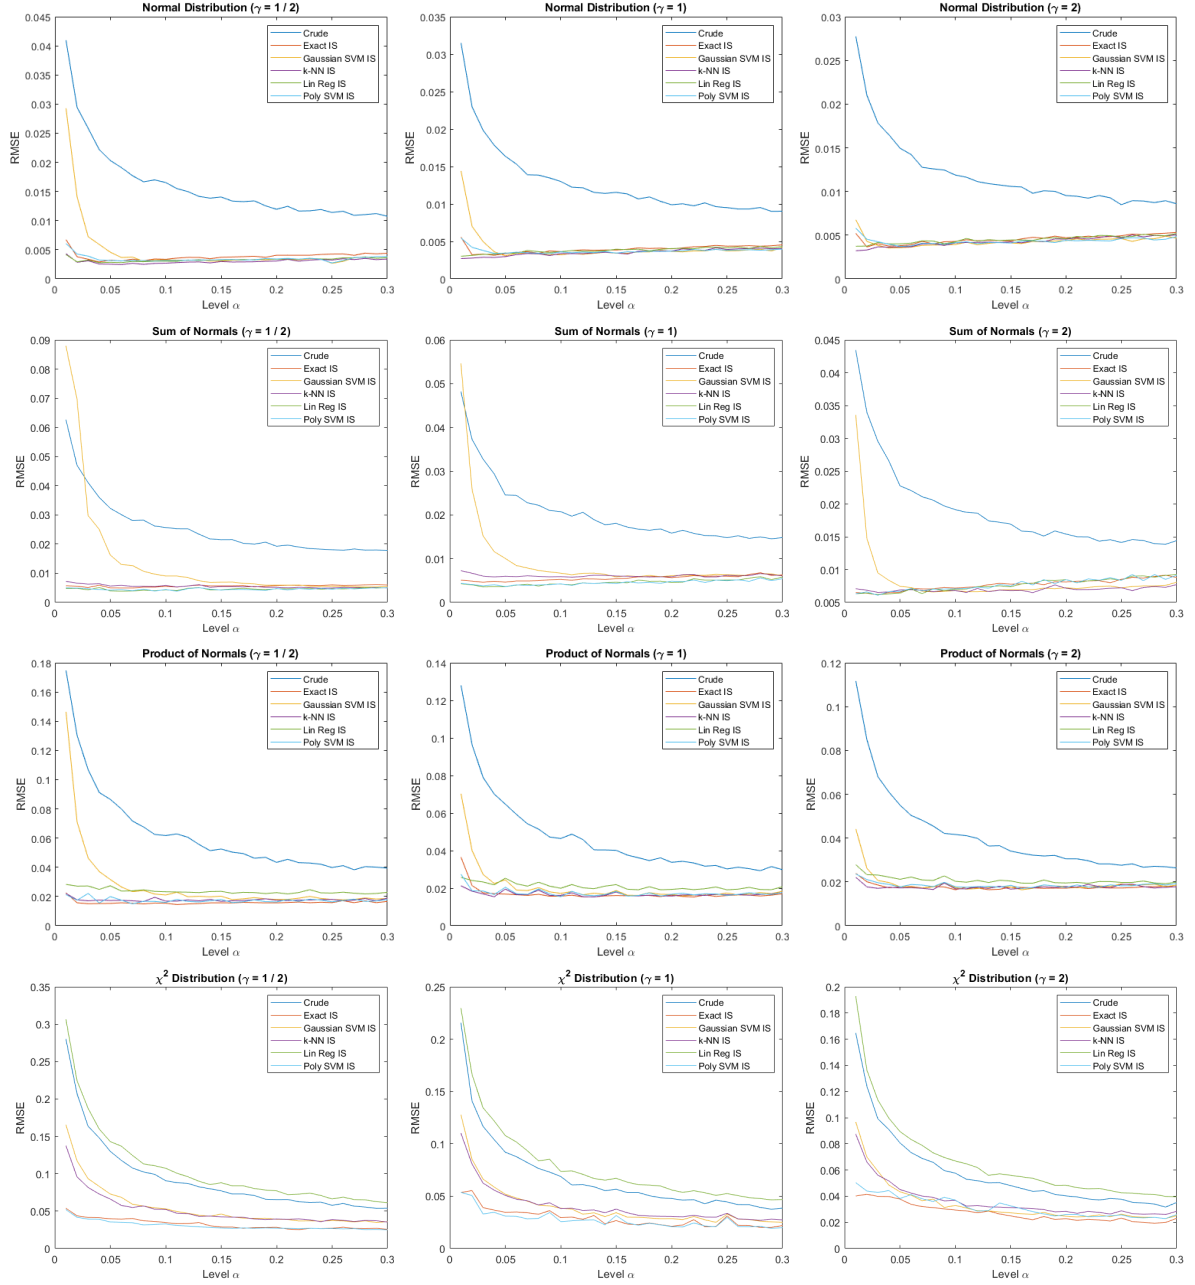 Normal Distribution (γ = 1 / 2)
RMSE
0.045
0.04
0.035
0.03
0.025
0.02
0.015
0.01
0.005
0
Crude
Exact IS
Gaussian SVM IS
k-NN IS
Lin Reg IS
Poly SVM IS
0 0.05 0.1 0.15 0.2 0.25 0.3
Level α
Normal Distribution (γ = 1)
RMSE
0.035
0.03
0.025
0.02
0.015
0.01
0.005
0
Crude
Exact IS
Gaussian SVM IS
k-NN IS
Lin Reg IS
Poly SVM IS
0 0.05 0.1 0.15 0.2 0.25 0.3
Level α
Normal Distribution (γ = 2)
RMSE
0.03
0.025
0.02
0.015
0.01
0.005
0
Crude
Exact IS
Gaussian SVM IS
k-NN IS
Lin Reg IS
Poly SVM IS
0 0.05 0.1 0.15 0.2 0.25 0.3
Level α
Sum of Normals (γ = 1 / 2)
RMSE
0.09
0.08
0.07
0.06
0.05
0.04
0.03
0.02
0.01
0
Crude
Exact IS
Gaussian SVM IS
k-NN IS
Lin Reg IS
Poly SVM IS
0 0.05 0.1 0.15 0.2 0.25 0.3
Level α
Sum of Normals (γ = 1)
RMSE
0.06
0.05
0.04
0.03
0.02
0.01
0
Crude
Exact IS
Gaussian SVM IS
k-NN IS
Lin Reg IS
Poly SVM IS
0 0.05 0.1 0.15 0.2 0.25 0.3
Level α
Sum of Normals (γ = 2)
RMSE
0.045
0.04
0.035
0.03
0.025
0.02
0.015
0.01
0.005
Crude
Exact IS
Gaussian SVM IS
k-NN IS
Lin Reg IS
Poly SVM IS
0 0.05 0.1 0.15 0.2 0.25 0.3
Level α
Product of Normals (γ = 1 / 2)
RMSE
0.18
0.16
0.14
0.12
0.1
0.08
0.06
0.04
0.02
0
Crude
Exact IS
Gaussian SVM IS
k-NN IS
Lin Reg IS
Poly SVM IS
0 0.05 0.1 0.15 0.2 0.25 0.3
Level α
Product of Normals (γ = 1)
RMSE
0.14
0.12
0.1
0.08
0.06
0.04
0.02
0
Crude
Exact IS
Gaussian SVM IS
k-NN IS
Lin Reg IS
Poly SVM IS
0 0.05 0.1 0.15 0.2 0.25 0.3
Level α
Product of Normals (γ = 2)
RMSE
0.12
0.1
0.08
0.06
0.04
0.02
0
Crude
Exact IS
Gaussian SVM IS
k-NN IS
Lin Reg IS
Poly SVM IS
0 0.05 0.1 0.15 0.2 0.25 0.3
Level α
χ² Distribution (γ = 1 / 2)
RMSE
0.35
0.3
0.25
0.2
0.15
0.1
0.05
0
Crude
Exact IS
Gaussian SVM IS
k-NN IS
Lin Reg IS
Poly SVM IS
0 0.05 0.1 0.15 0.2 0.25 0.3
Level α
χ² Distribution (γ = 1)
RMSE
0.25
0.2
0.15
0.1
0.05
0
Crude
Exact IS
Gaussian SVM IS
k-NN IS
Lin Reg IS
Poly SVM IS
0 0.05 0.1 0.15 0.2 0.25 0.3
Level α
χ² Distribution (γ = 2)
RMSE
0.2
0.18
0.16
0.14
0.12
0.1
0.08
0.06
0.04
0.02
0
Crude
Exact IS
Gaussian SVM IS
k-NN IS
Lin Reg IS
Poly SVM IS
0 0.05 0.1 0.15 0.2 0.25 0.3
Level α